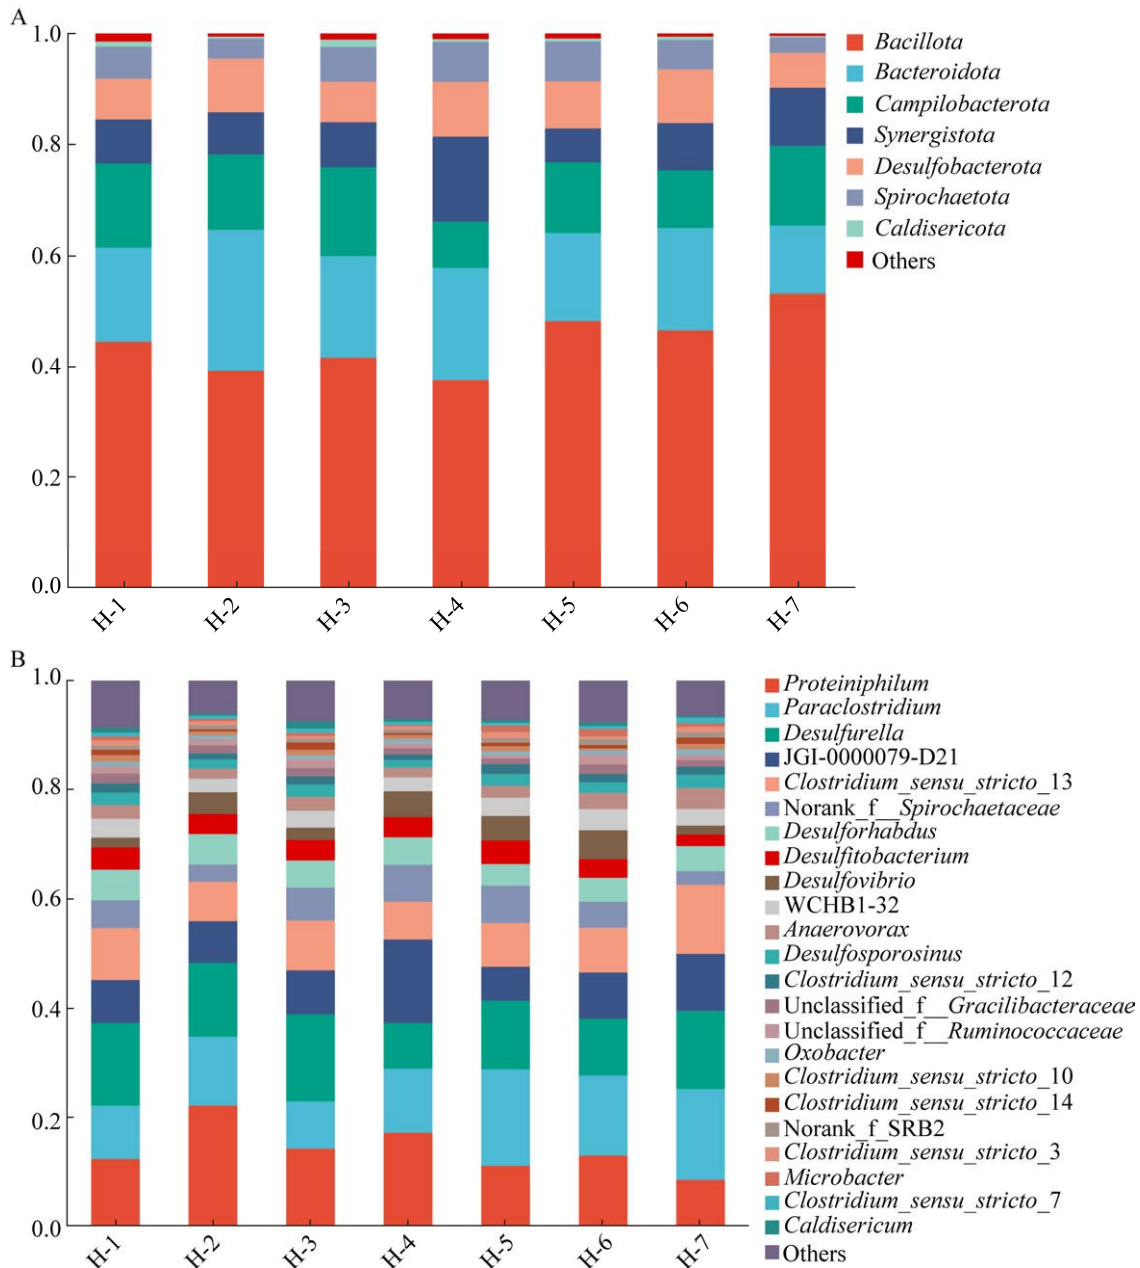 A
1.0
0.8
0.6
0.4
0.2
0.0
H-1
H-2
H-3
H-4
H-5
H-6
H-7
Bacillota
Bacteroidota
Campilobacterota
Synergistota
Desulfobacterota
Spirochaetota
Caldisericota
Others
B
1.0
0.8
0.6
0.4
0.2
0.0
H-1
H-2
H-3
H-4
H-5
H-6
H-7
Proteiniphilum
Paraclostridium
Desulfurella
JGI-0000079-D21
Clostridium_sensu_stricto_13
Norank_f__Spirochaetaceae
Desulforhabdus
Desulfitobacterium
Desulfovibrio
WCHB1-32
Anaerovorax
Desulfosporosinus
Clostridium_sensu_stricto_12
Unclassified_f__Gracilibacteraceae
Unclassified_f__Ruminococcaceae
Oxobacter
Clostridium_sensu_stricto_10
Clostridium_sensu_stricto_14
Norank_f_SRB2
Clostridium_sensu_stricto_3
Microbacter
Clostridium_sensu_stricto_7
Caldisericum
Others